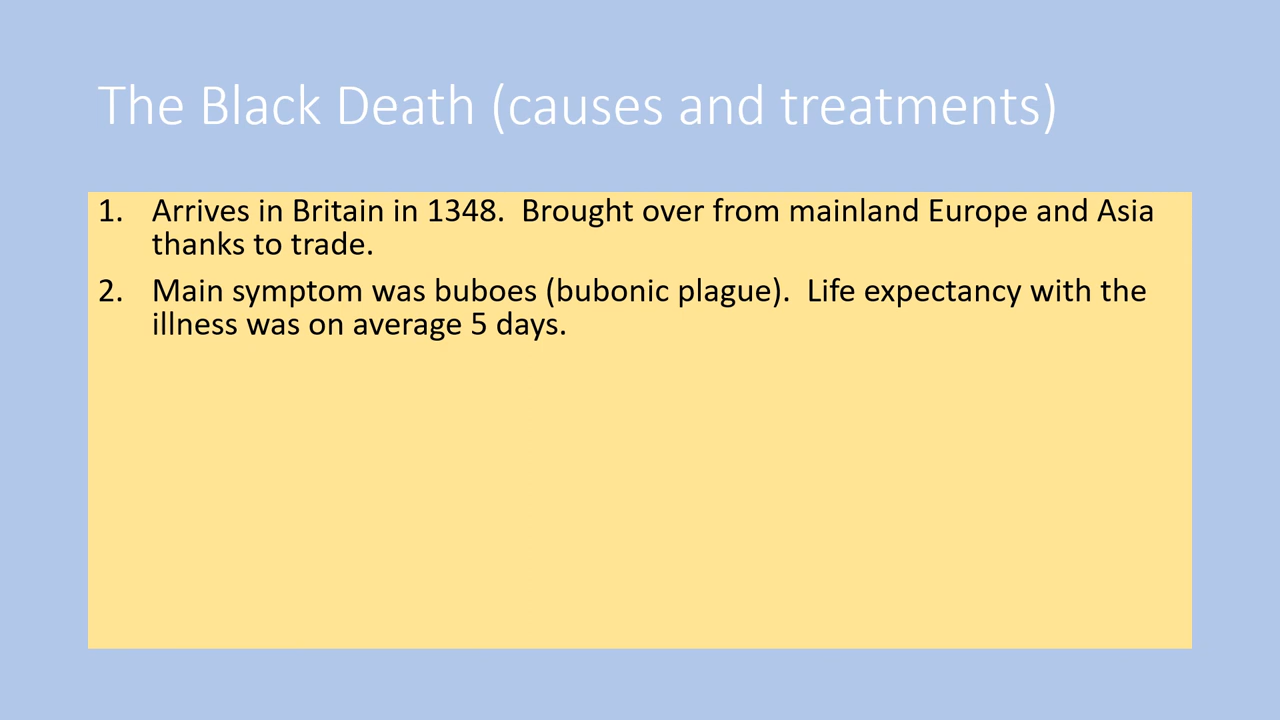 The Black Death (causes and treatments)
1. Arrives in Britain in 1348.  Brought over from mainland Europe and Asia
thanks to trade.
2. Main symptom was buboes (bubonic plague).  Life expectancy with the
illness was on average 5 days.